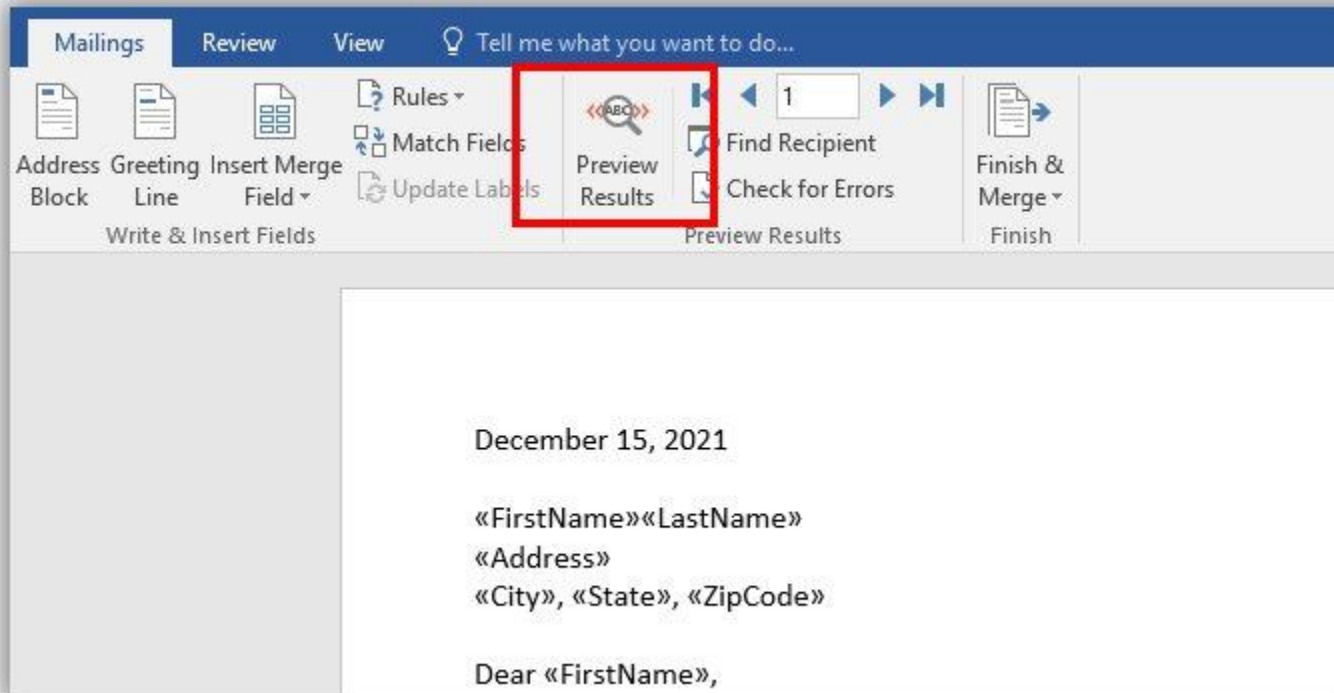 Mailings Review View Tell me what you want to do...
Rules
Match Fields
Update Labels
Address Block
Greeting Line
Insert Merge Field
Write & Insert Fields
«ABC»
Preview Results
1
Find Recipient
Check for Errors
Preview Results
Finish & Merge
Finish
December 15, 2021
«FirstName»«LastName»
«Address»
«City», «State», «ZipCode»
Dear «FirstName»,